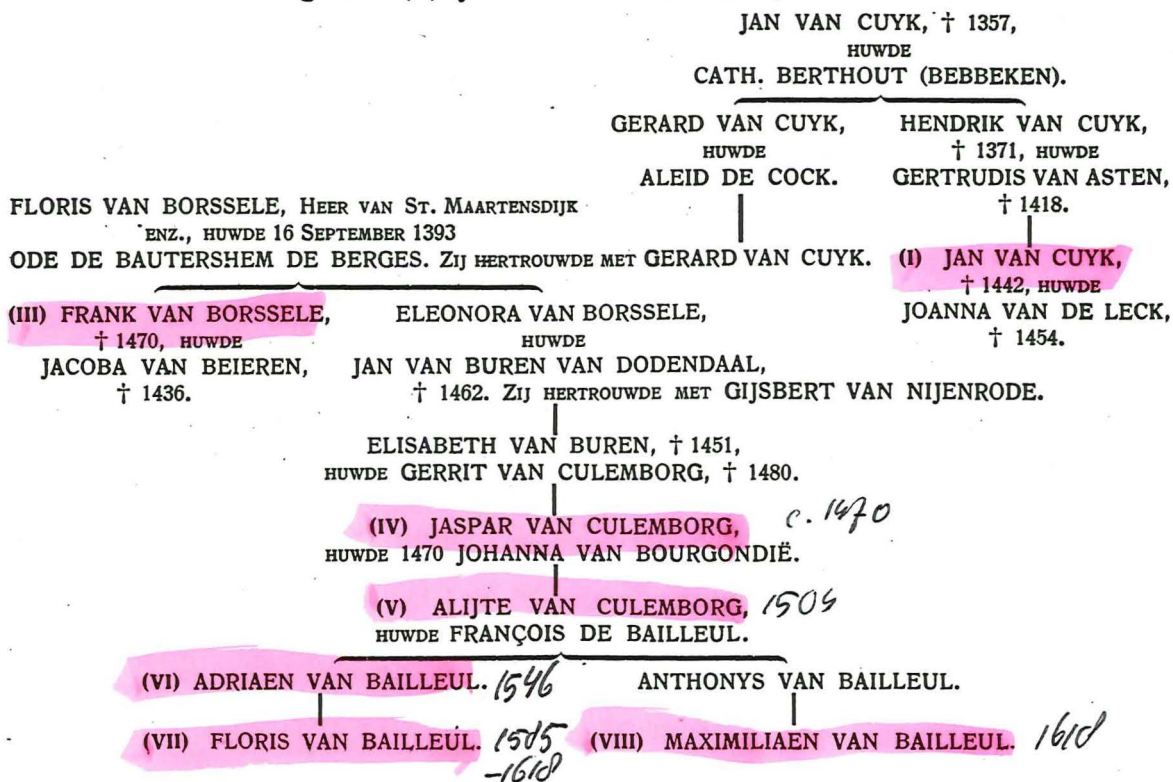 JAN VAN CUYK, † 1357,
HUWDE
CATH. BERTHOUT (BEBBEKEN).
GERARD VAN CUYK,
HUWDE
ALEID DE COCK.
HENDRIK VAN CUYK,
† 1371, HUWDE
GERTRUDIS VAN ASTEN,
† 1418.
FLORIS VAN BORSSELE, HEER VAN ST. MAARTENSDIJK
ENZ., HUWDE 16 SEPTEMBER 1393
ODE DE BAUTERSHEM DE BERGES. ZIJ HERTROUWDE MET GERARD VAN CUYK.
(I) JAN VAN CUYK,
† 1442, HUWDE
JOANNA VAN DE LECK,
† 1454.
(III) FRANK VAN BORSSELE,
† 1470, HUWDE
JACOBA VAN BEIEREN,
† 1436.
ELEONORA VAN BORSSELE,
HUWDE
JAN VAN BUREN VAN DODENDAAL,
† 1462. ZIJ HERTROUWDE MET GIJSBERT VAN NIJENRODE.
ELISABETH VAN BUREN, † 1451,
HUWDE GERRIT VAN CULEMBORG, † 1480.
(IV) JASPAR VAN CULEMBORG, c. 1470
HUWDE 1470 JOHANNA VAN BOURGONDIË.
(V) ALIJTE VAN CULEMBORG,
HUWDE FRANÇOIS DE BAILLEUL.
(VI) ADRIAEN VAN BAILLEUL. 1546
ANTHONYS VAN BAILLEUL.
(VII) FLORIS VAN BAILLEUL. 1585
-1618
(VIII) MAXIMILIAEN VAN BAILLEUL. 1618